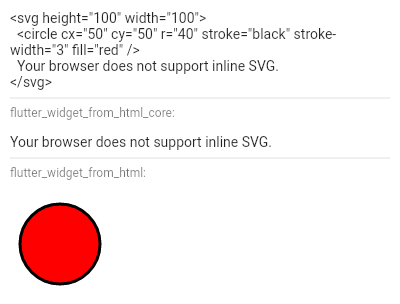 <svg height="100" width="100">
<circle cx="50" cy="50" r="40" stroke="black" stroke-
width="3" fill="red" />
Your browser does not support inline SVG.
</svg>
flutter_widget_from_html_core:
Your browser does not support inline SVG.
flutter_widget_from_html: